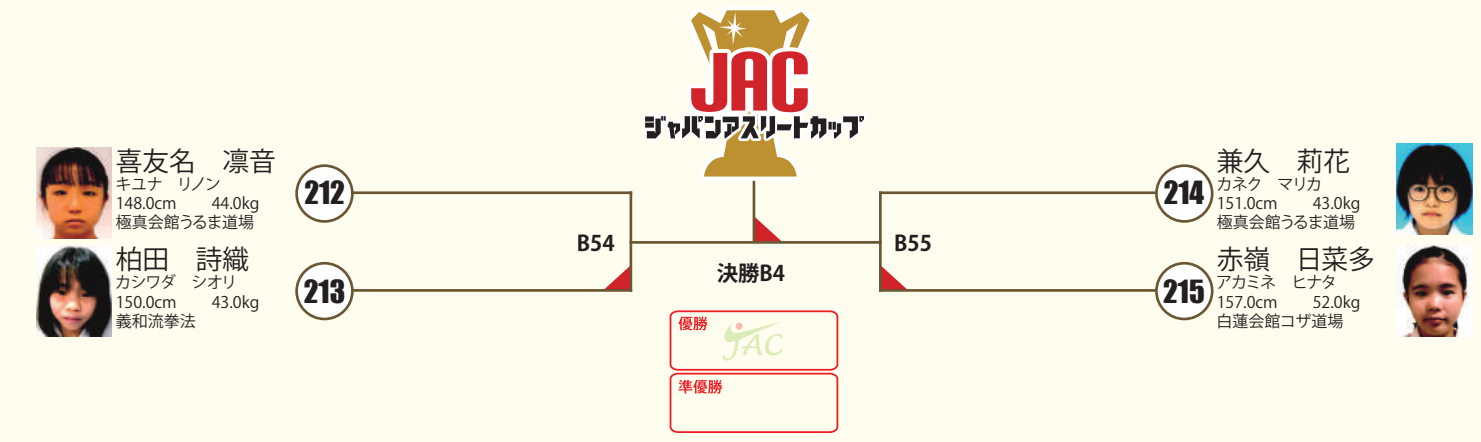 JAC
ジャパンアスリートカップ
喜友名　凛音
キユナ　リノン
148.0cm　44.0kg
極真会館うるま道場
212
柏田　詩織
カシワダ　シオリ
150.0cm　43.0kg
義和流拳法
213
B54
決勝B4
B55
214
兼久　莉花
カネク　マリカ
151.0cm　43.0kg
極真会館うるま道場
215
赤嶺　日菜多
アカミネ　ヒナタ
157.0cm　52.0kg
白蓮会館コザ道場
優勝
JAC
準優勝